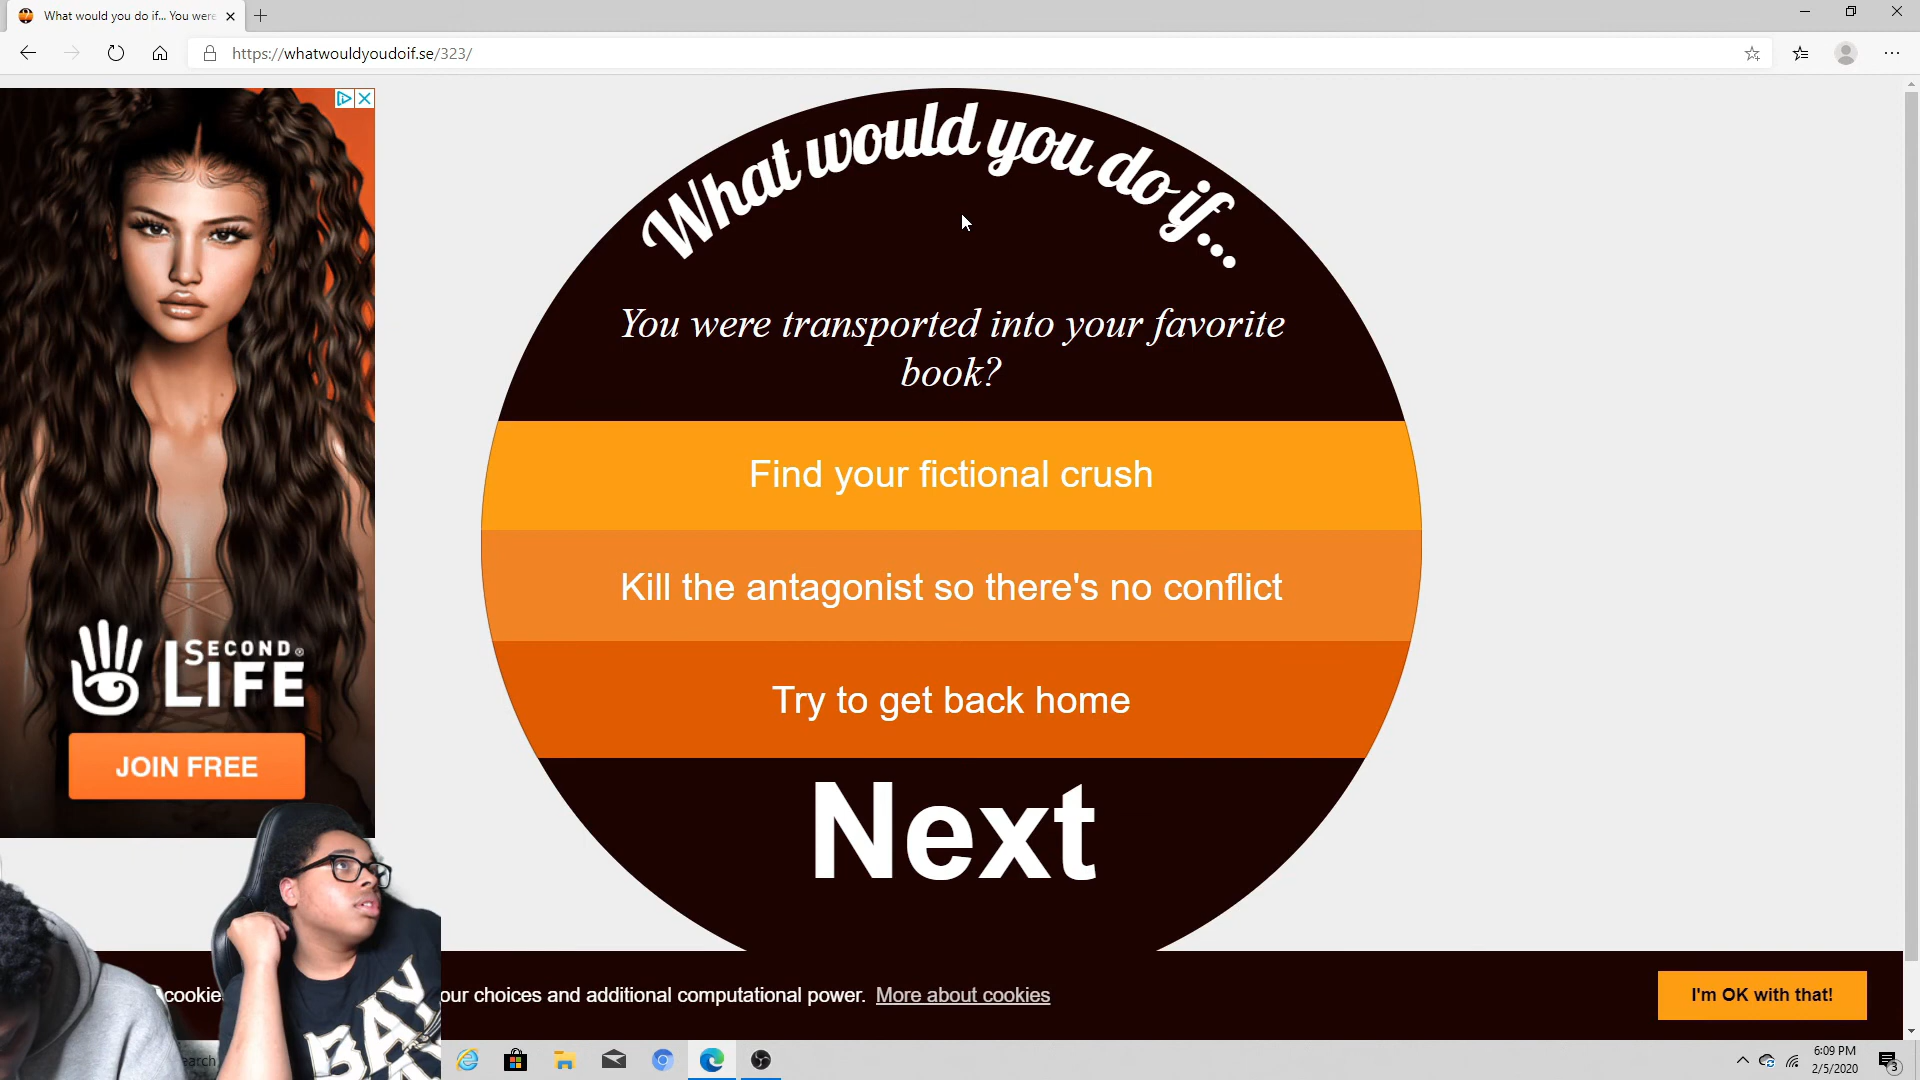 What would you do if... You were
https://whatwouldyoudoif.se/323/
What would you do if...
You were transported into your favorite
book?
Find your fictional crush
Kill the antagonist so there's no conflict
Try to get back home
Next
SECOND
LIFE
JOIN FREE
cookie
our choices and additional computational power. More about cookies
I'm OK with that!
earch
6:09 PM
2/5/2020
3